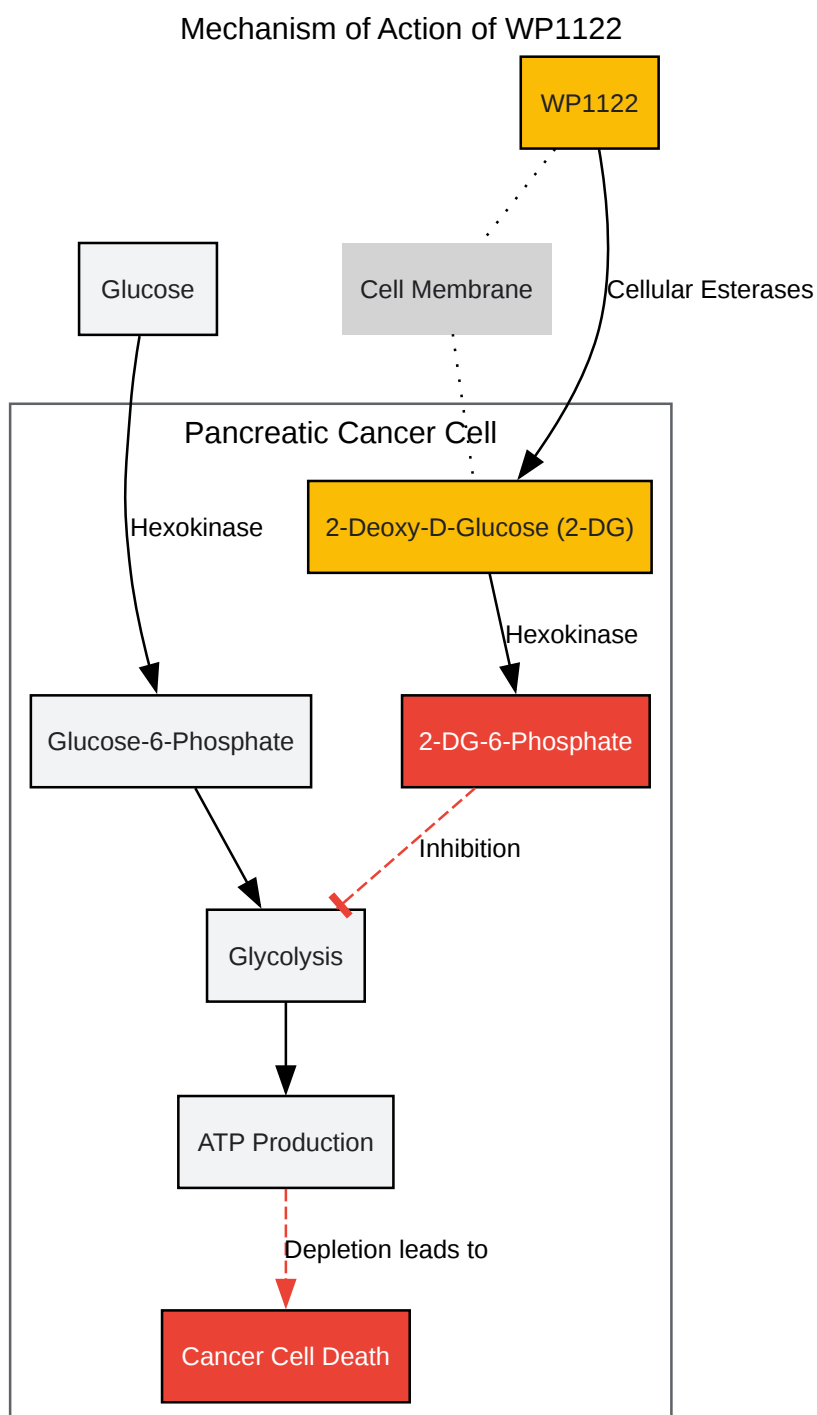 Mechanism of Action of WP1122
WP1122
Glucose
Cell Membrane
Cellular Esterases
Pancreatic Cancer Cell
Hexokinase
2-Deoxy-D-Glucose (2-DG)
Hexokinase
Glucose-6-Phosphate
2-DG-6-Phosphate
Inhibition
Glycolysis
ATP Production
Depletion leads to
Cancer Cell Death